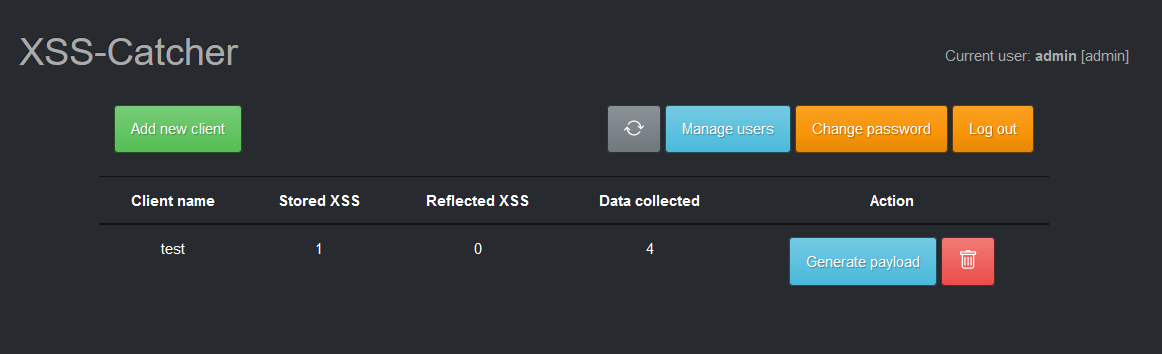 XSS-Catcher
Current user: admin [admin]
Add new client
Manage users
Change password
Log out
Client name Stored XSS Reflected XSS Data collected Action
test 1 0 4 Generate payload